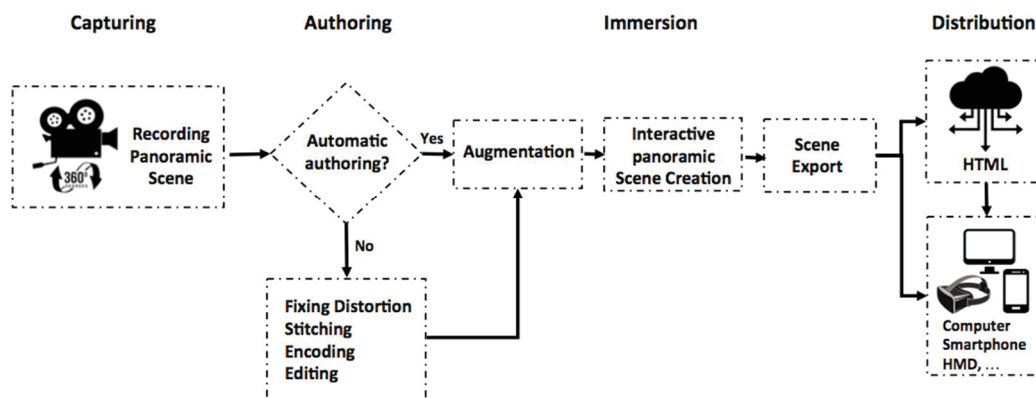 Capturing
Authoring
Immersion
Distribution
Recording
Panoramic
Scene
360°
DEGREES
Automatic
authoring?
Yes
No
Fixing Distortion
Stitching
Encoding
Editing
Augmentation
Interactive
panoramic
Scene Creation
Scene
Export
HTML
Computer
Smartphone
HMD, ...